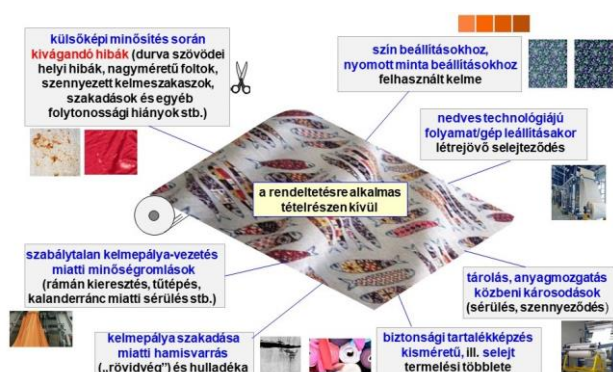 külsőképi minősítés során
kivágandó hibák (durva szövödei
helyi hibák, nagyméretű foltok,
szennyezett kelmeszakaszok,
szakadások és egyéb
folytonossági hiányok stb.)
szín beállításokhoz,
nyomott minta beállításokhoz
felhasznált kelme
nedves technológiájú
folyamat/gép leállításakor
létrejövő selejteződés
a rendeltetésre alkalmas
tételrészen kívül
szabálytalan kelmepálya-vezetés
miatti minőségromlások
(rámán kieresztés, tűtépés,
kalanderránc miatti sérülés stb.)
tárolás, anyagmozgatás
közbeni károsodások
(sérülés, szennyeződés)
kelmepálya szakadása
miatti hamisvarrás
(„rövidvég") és hulladéka
biztonsági tartalékképzés
kisméretű, ill. selejt
termelési többlete